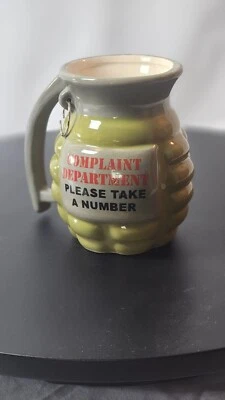 COMPLAINT
DEPARTMENT
PLEASE TAKE
A NUMBER